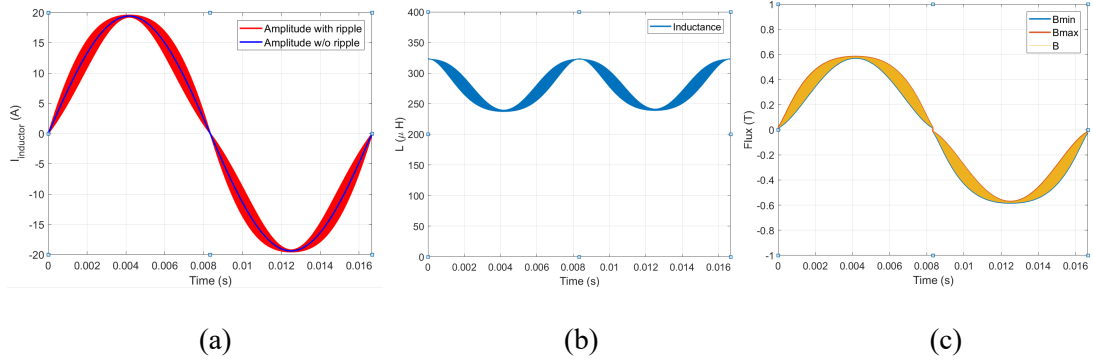 20
15
10
5
0
-5
-10
-15
-20
I_inductor (A)
Amplitude with ripple
Amplitude w/o ripple
0 0.002 0.004 0.006 0.008 0.01 0.012 0.014 0.016
Time (s)
(a)
400
350
300
250
200
150
100
50
0
L (μ H)
Inductance
0 0.002 0.004 0.006 0.008 0.01 0.012 0.014 0.016
Time (s)
(b)
1
0.8
0.6
0.4
0.2
0
-0.2
-0.4
-0.6
-0.8
-1
Flux (T)
Bmin
Bmax
B
0 0.002 0.004 0.006 0.008 0.01 0.012 0.014 0.016
Time (s)
(c)